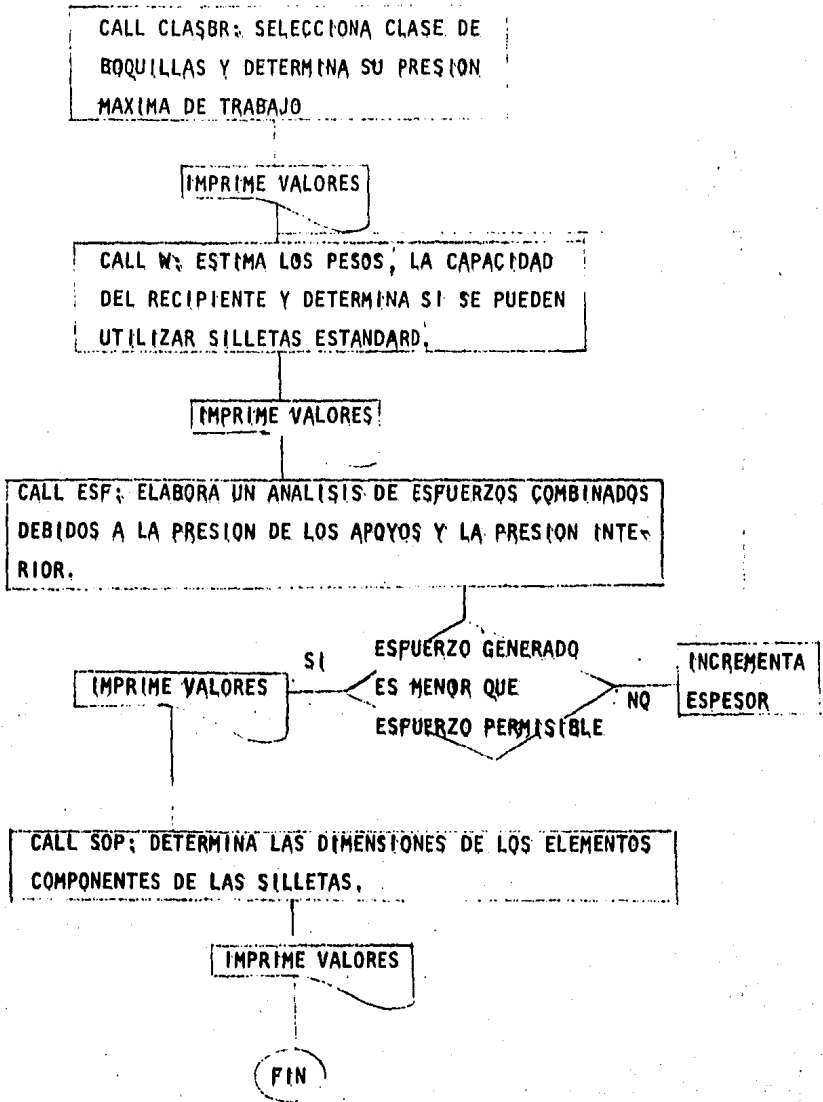 CALL CLASBR: SELECCIONA CLASE DE
BOQUILLAS Y DETERMINA SU PRESION
MAXIMA DE TRABAJO
IMPRIME VALORES
CALL W: ESTIMA LOS PESOS, LA CAPACIDAD
DEL RECIPIENTE Y DETERMINA SI SE PUEDEN
UTILIZAR SILLETAS ESTANDARD.
IMPRIME VALORES
CALL ESF: ELABORA UN ANALISIS DE ESFUERZOS COMBINADOS
DEBIDOS A LA PRESION DE LOS APOYOS Y LA PRESION INTE-
RIOR.
ESFUERZO GENERADO
ES MENOR QUE
ESFUERZO PERMISIBLE
SI
IMPRIME VALORES
NO
INCREMENTA
ESPESOR
CALL SOP: DETERMINA LAS DIMENSIONES DE LOS ELEMENTOS
COMPONENTES DE LAS SILLETAS.
IMPRIME VALORES
FIN